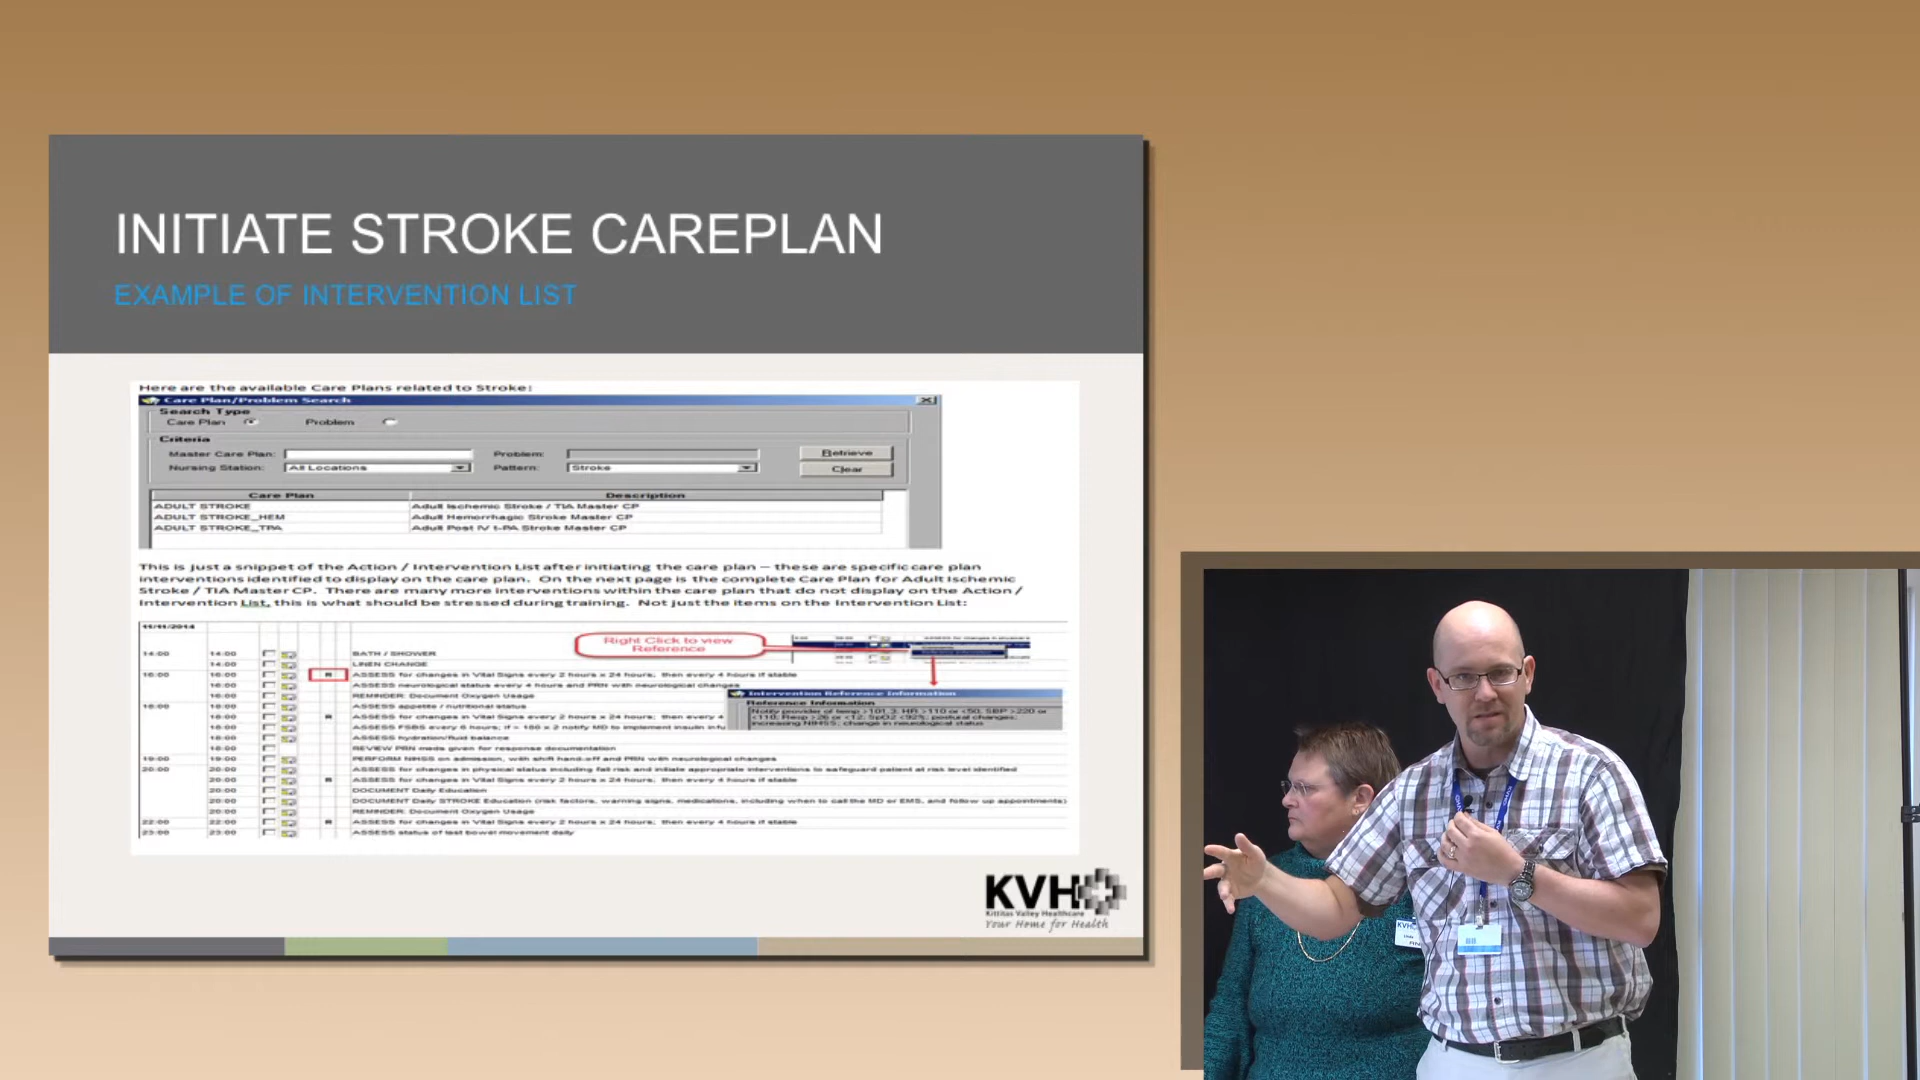 INITIATE STROKE CAREPLAN
EXAMPLE OF INTERVENTION LIST
Here are the available Care Plans related to Stroke:
Care Plan/Problem Search
Search Type
Care Plan Problem
Criteria
Master Care Plan: Problem: Retrieve
Nursing Station: All Locations Pattern: Stroke Clear
Care Plan Description
ADULT STROKE Adult Ischemic Stroke / TIA Master CP
ADULT STROKE_HEM Adult Hemorrhagic Stroke Master CP
ADULT STROKE_TPA Adult Post IV t-PA Stroke Master CP
This is just a snippet of the Action / Intervention List after initiating the care plan – these are specific care plan
interventions identified to display on the care plan. On the next page is the complete Care Plan for Adult Ischemic
Stroke / TIA Master CP. There are many more interventions within the care plan that do not display on the Action /
Intervention List, this is what should be stressed during training. Not just the items on the Intervention List:
11/11/2014
Right Click to view
Reference
14:00 14:00 BATH / SHOWER
14:00 LINEN CHANGE
16:00 16:00 R ASSESS for changes in Vital Signs every 2 hours x 24 hours; then every 4 hours if stable
16:00 ASSESS neurological status every 4 hours and PRN with neurological changes
16:00 REMINDER: Document Oxygen Usage
Intervention Reference Information
Reference Information
Notify provider of temp >101.3; HR >110 or <50; SBP >220 or
<110; Resp >26 or <12; SpO2 <92%; postural changes;
increasing NIHSS; change in neurological status
18:00 18:00 ASSESS appetite / nutritional status
18:00 R ASSESS for changes in Vital Signs every 2 hours x 24 hours; then every 4
18:00 ASSESS FSBS every 6 hours; if > 180 x 2 notify MD to implement insulin infu
18:00 ASSESS hydration/fluid balance
18:00 REVIEW PRN meds given for response documentation
19:00 19:00 PERFORM NIHSS on admission, with shift hand-off and PRN with neurological changes
20:00 20:00 ASSESS for changes in physical status including fall risk and initiate appropriate interventions to safeguard patient at risk level identified
20:00 R ASSESS for changes in Vital Signs every 2 hours x 24 hours; then every 4 hours if stable
20:00 DOCUMENT Daily Education
20:00 DOCUMENT Daily STROKE Education (risk factors, warning signs, medications, including when to call the MD or EMS, and follow up appointments)
20:00 REMINDER: Document Oxygen Usage
22:00 22:00 R ASSESS for changes in Vital Signs every 2 hours x 24 hours; then every 4 hours if stable
23:00 23:00 ASSESS status of last bowel movement daily
KVH
Kittitas Valley Healthcare
Your Home for Health
KVH